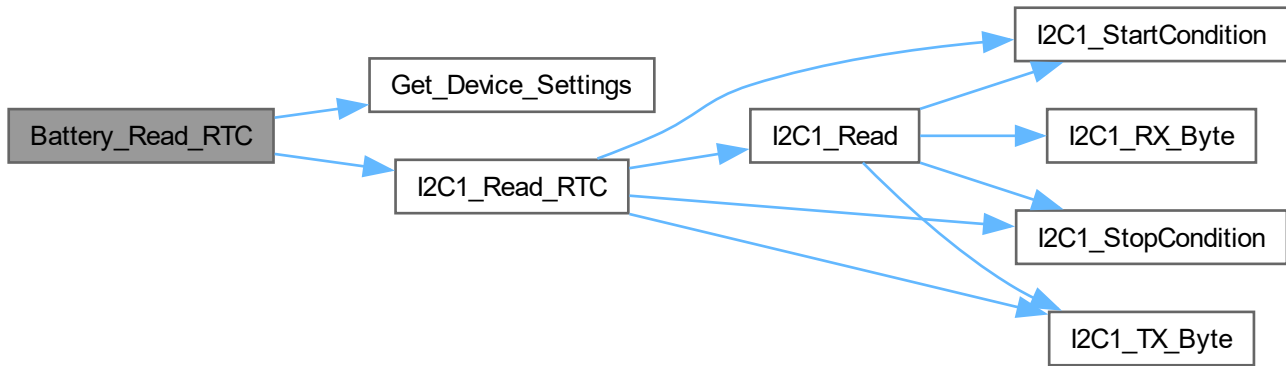 Battery_Read_RTC
Get_Device_Settings
I2C1_Read_RTC
I2C1_Read
I2C1_StartCondition
I2C1_RX_Byte
I2C1_StopCondition
I2C1_TX_Byte